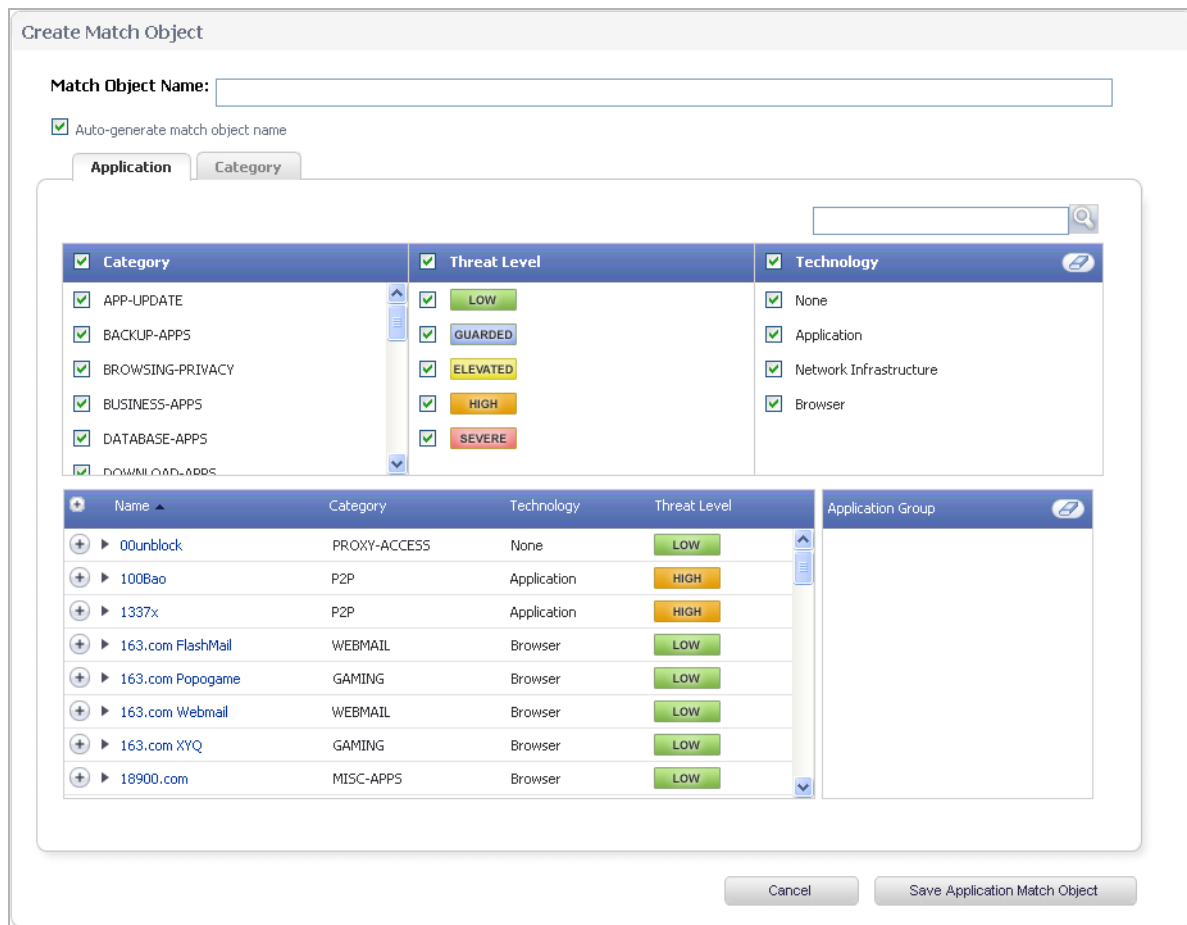 Create Match Object
Match Object Name:
Auto-generate match object name
Application Category
Category Threat Level Technology
APP-UPDATE LOW None
BACKUP-APPS GUARDED Application
BROWSING-PRIVACY ELEVATED Network Infrastructure
BUSINESS-APPS HIGH Browser
DATABASE-APPS SEVERE
DOWNLOAD-APPS
Name Category Technology Threat Level Application Group
00unblock PROXY-ACCESS None LOW
100Bao P2P Application HIGH
1337x P2P Application HIGH
163.com FlashMail WEBMAIL Browser LOW
163.com Popogame GAMING Browser LOW
163.com Webmail WEBMAIL Browser LOW
163.com XYQ GAMING Browser LOW
18900.com MISC-APPS Browser LOW
Cancel Save Application Match Object